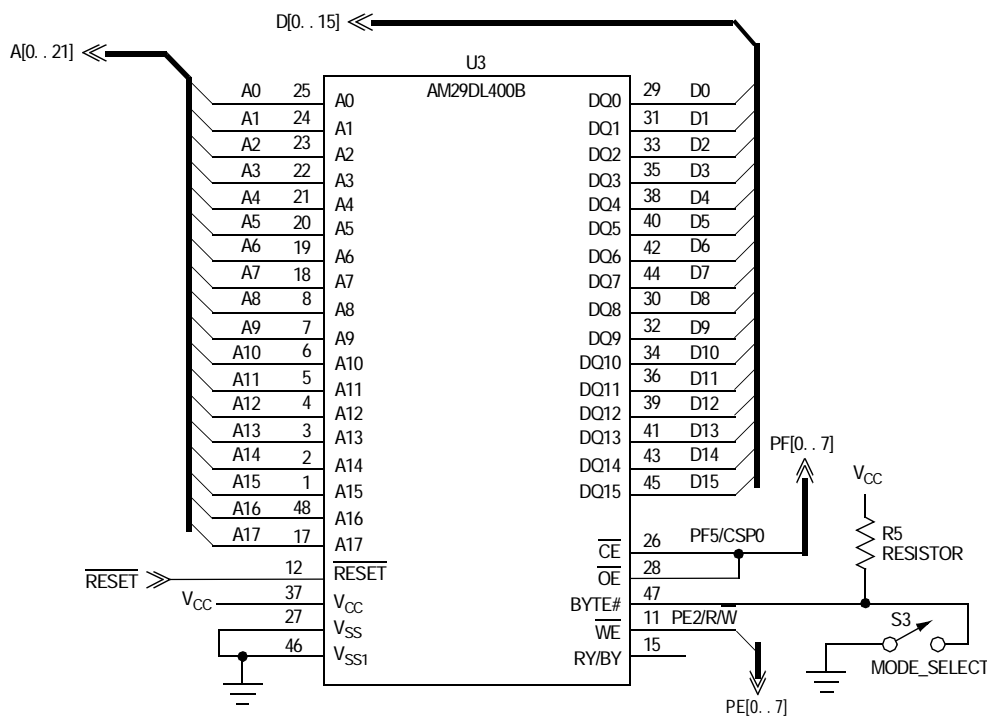 D[0. . 15]
A[0. . 21]
U3
AM29DL400B
A0 25 A0 DQ0 29 D0
A1 24 A1 DQ1 31 D1
A2 23 A2 DQ2 33 D2
A3 22 A3 DQ3 35 D3
A4 21 A4 DQ4 38 D4
A5 20 A5 DQ5 40 D5
A6 19 A6 DQ6 42 D6
A7 18 A7 DQ7 44 D7
A8 8 A8 DQ8 30 D8
A9 7 A9 DQ9 32 D9
A10 6 A10 DQ10 34 D10
A11 5 A11 DQ11 36 D11
A12 4 A12 DQ12 39 D12
A13 3 A13 DQ13 41 D13
A14 2 A14 DQ14 43 D14
A15 1 A15 DQ15 45 D15
A16 48 A16
A17 17 A17
PF[0. . 7]
VCC
R5
RESISTOR
C̅E̅ 26 PF5/CSP0
R̅E̅S̅E̅T̅ 12 R̅E̅S̅E̅T̅ O̅E̅ 28
VCC 37 VCC BYTE# 47
27 VSS W̅E̅ 11 PE2/R/W̅
46 VSS1 RY/BY 15
S3
MODE_SELECT
PE[0. . 7]